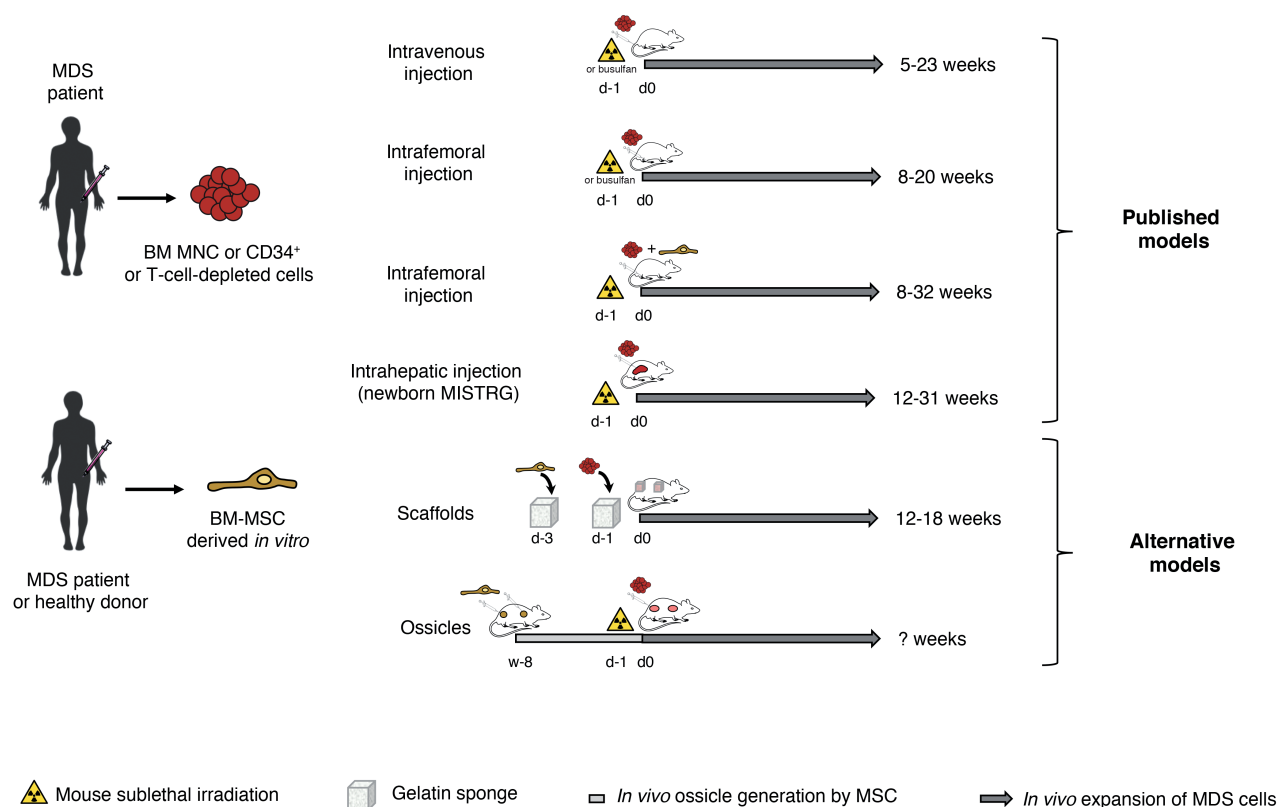 MDS
patient
BM MNC or CD34⁺
or T-cell-depleted cells
MDS patient
or healthy donor
BM-MSC
derived in vitro
Intravenous
injection
or busulfan
d-1 d0
5-23 weeks
Intrafemoral
injection
or busulfan
d-1 d0
8-20 weeks
Intrafemoral
injection
+
d-1 d0
8-32 weeks
Intrahepatic injection
(newborn MISTRG)
d-1 d0
12-31 weeks
Published
models
Scaffolds
d-3 d-1 d0
12-18 weeks
Ossicles
w-8 d-1 d0
? weeks
Alternative
models
Mouse sublethal irradiation
Gelatin sponge
In vivo ossicle generation by MSC
In vivo expansion of MDS cells